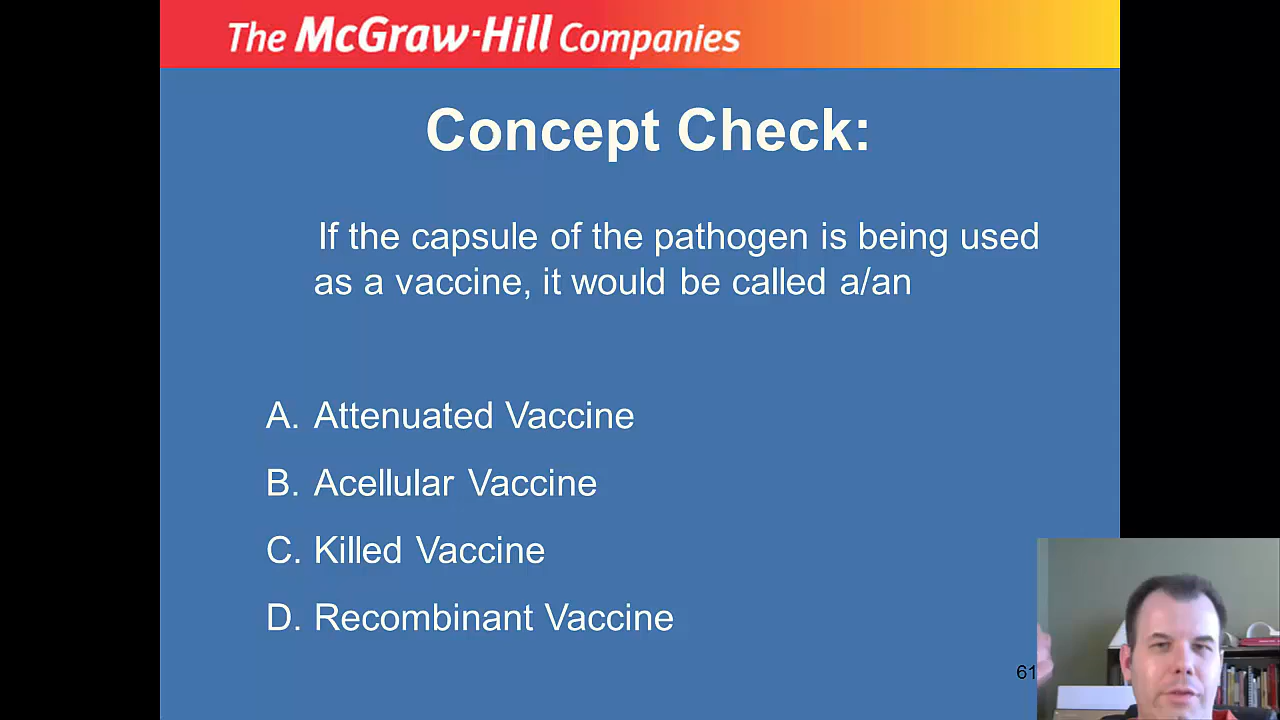 The McGraw-Hill Companies
Concept Check:
If the capsule of the pathogen is being used
as a vaccine, it would be called a/an
A. Attenuated Vaccine
B. Acellular Vaccine
C. Killed Vaccine
D. Recombinant Vaccine
61